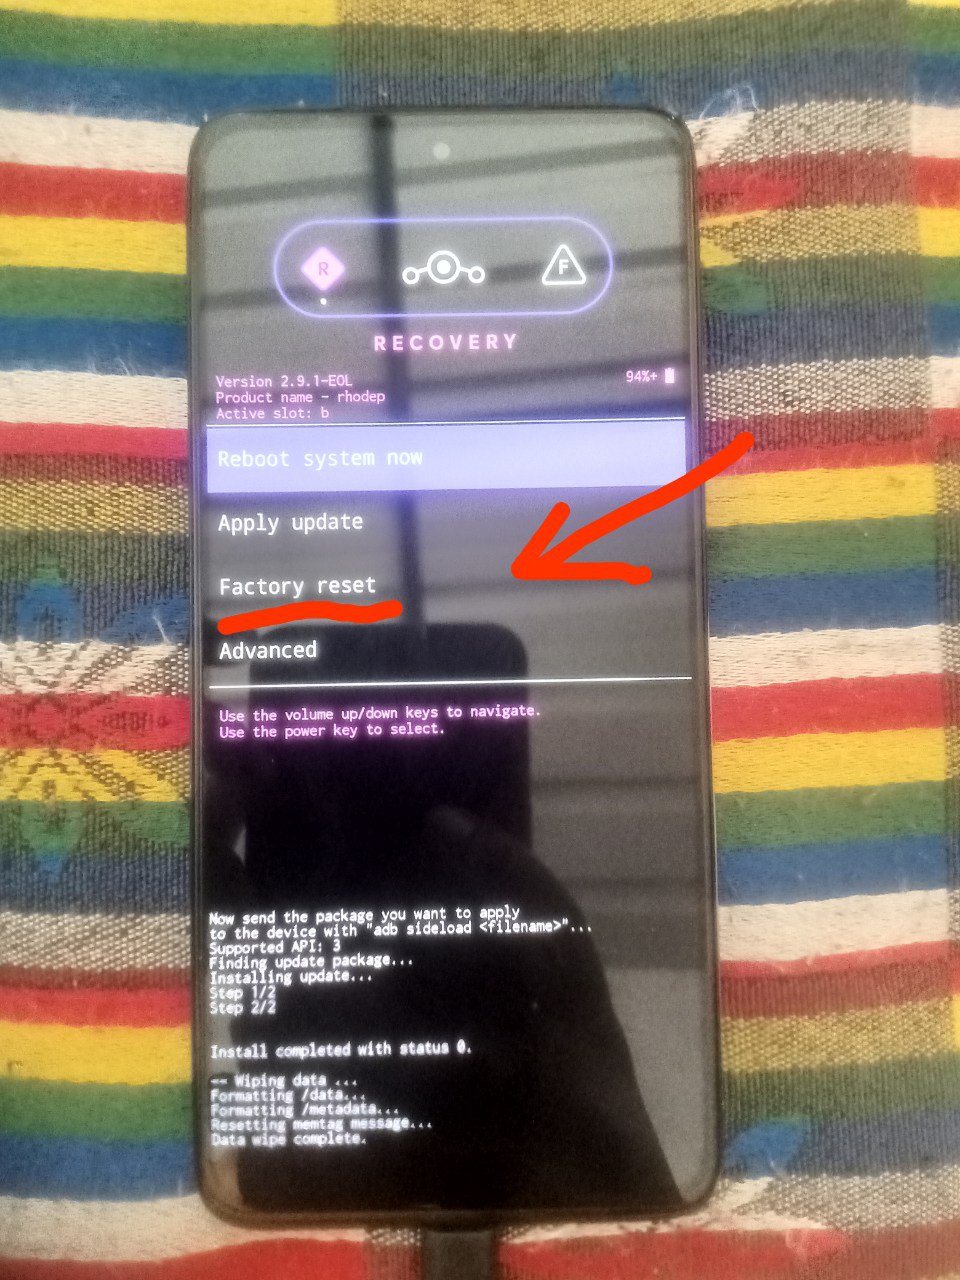 R
F
RECOVERY
Version 2.9.1-EOL
94%+
Product name - rhodep
Active slot: b
Reboot system now
Apply update
Factory reset
Advanced
Use the volume up/down keys to navigate.
Use the power key to select.
Now send the package you want to apply
to the device with "adb sideload <filename>"...
Supported API: 3
Finding update package...
Installing update...
Step 1/2
Step 2/2
Install completed with status 0.
-- Wiping data ...
Formatting /data...
Formatting /metadata...
Resetting memtag message...
Data wipe complete.